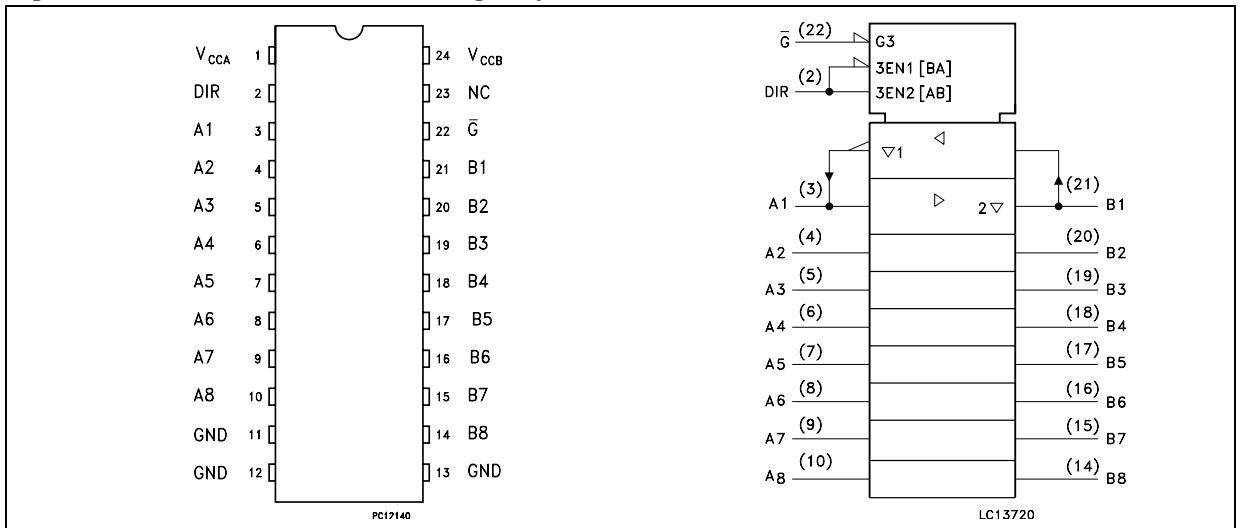 V_CCA 1 24 V_CCB
DIR 2 23 NC
A1 3 22 G̅
A2 4 21 B1
A3 5 20 B2
A4 6 19 B3
A5 7 18 B4
A6 8 17 B5
A7 9 16 B6
A8 10 15 B7
GND 11 14 B8
GND 12 13 GND
PC12140
G̅ (22) G3
3EN1 [BA]
DIR (2) 3EN2 [AB]
▽1 ◁
A1 (3) ▷ 2▽ (21) B1
A2 (4) (20) B2
A3 (5) (19) B3
A4 (6) (18) B4
A5 (7) (17) B5
A6 (8) (16) B6
A7 (9) (15) B7
A8 (10) (14) B8
LC13720